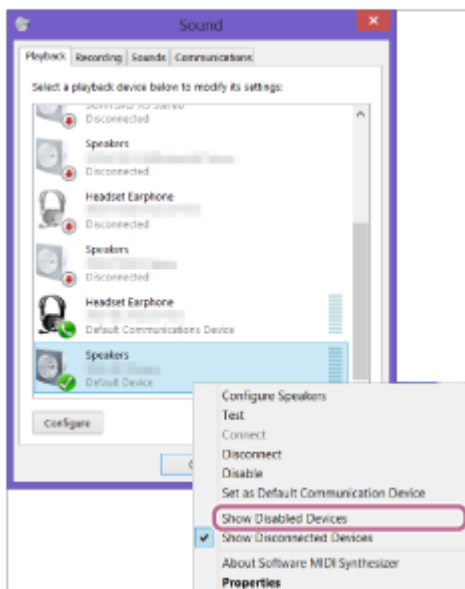 Sound
Playback Recording Sounds Communications
Select a playback device below to modify its settings:
Disconnected
Speakers
Disconnected
Headset Earphone
Disconnected
Speakers
Disconnected
Headset Earphone
Default Communications Device
Speakers
Default Device
Configure
Configure Speakers
Test
Connect
Disconnect
Disable
Set as Default Communication Device
Show Disabled Devices
Show Disconnected Devices
About Software MIDI Synthesizer
Properties